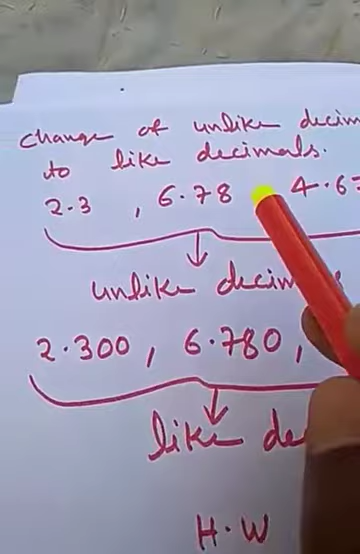 change of unlike decim
to like decimals.
2.3 , 6.78 4.6
unlike decim
2.300, 6.780,
like de
H.W